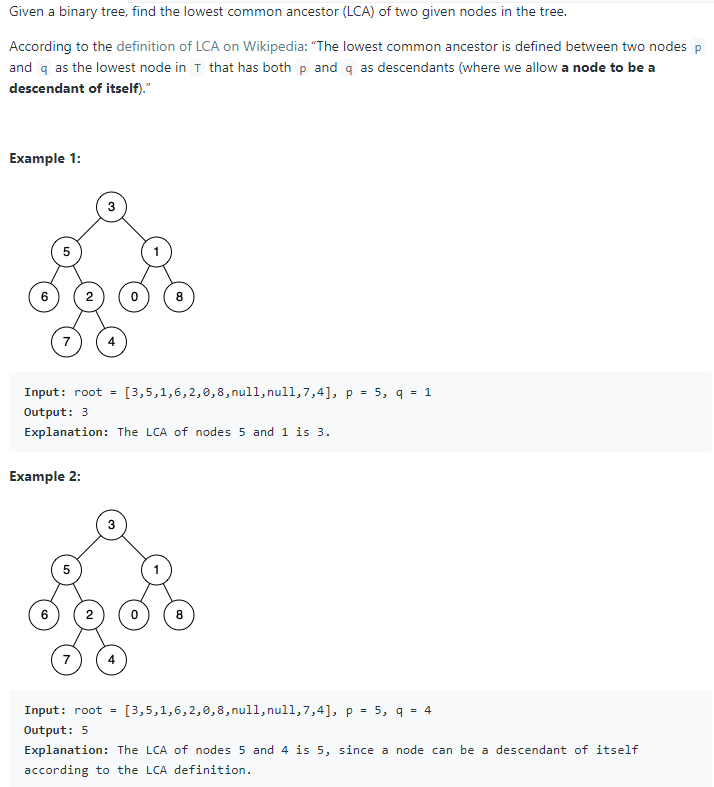 Given a binary tree, find the lowest common ancestor (LCA) of two given nodes in the tree.
According to the definition of LCA on Wikipedia: “The lowest common ancestor is defined between two nodes p
and q as the lowest node in T that has both p and q as descendants (where we allow a node to be a
descendant of itself).”
Example 1:
3
5 1
6 2 0 8
7 4
Input: root = [3,5,1,6,2,0,8,null,null,7,4], p = 5, q = 1
Output: 3
Explanation: The LCA of nodes 5 and 1 is 3.
Example 2:
3
5 1
6 2 0 8
7 4
Input: root = [3,5,1,6,2,0,8,null,null,7,4], p = 5, q = 4
Output: 5
Explanation: The LCA of nodes 5 and 4 is 5, since a node can be a descendant of itself
according to the LCA definition.